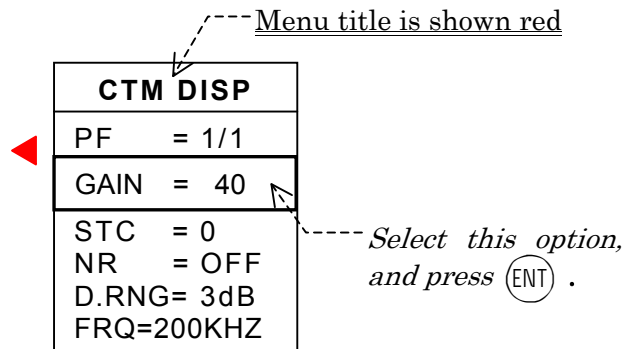 Menu title is shown red
CTM DISP
PF = 1/1
GAIN = 40
STC = 0
NR = OFF
D.RNG= 3dB
FRQ=200KHZ
Select this option,
and press ENT .